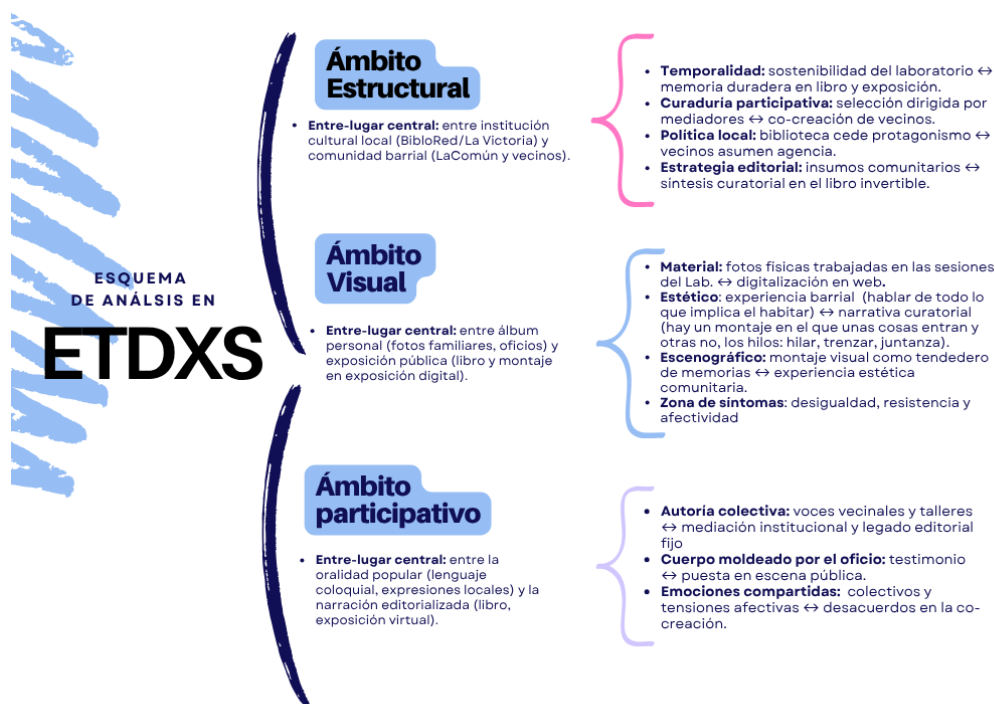 ESQUEMA
DE ANÁLSIS EN
ETDXS
Ámbito
Estructural
• Entre-lugar central: entre institución
cultural local (BibloRed/La Victoria) y
comunidad barrial (LaComún y vecinos).
• Temporalidad: sostenibilidad del laboratorio ↔
memoria duradera en libro y exposición.
• Curaduría participativa: selección dirigida por
mediadores ↔ co-creación de vecinos.
• Política local: biblioteca cede protagonismo ↔
vecinos asumen agencia.
• Estrategia editorial: insumos comunitarios ↔
síntesis curatorial en el libro invertible.
Ámbito
Visual
• Entre-lugar central: entre álbum
personal (fotos familiares, oficios) y
exposición pública (libro y montaje
en exposición digital).
• Material: fotos físicas trabajadas en las sesiones
del Lab. ↔ digitalización en web.
• Estético: experiencia barrial (hablar de todo lo
que implica el habitar) ↔ narrativa curatorial
(hay un montaje en el que unas cosas entran y
otras no, los hilos: hilar, trenzar, juntanza).
• Escenográfico: montaje visual como tendedero
de memorias ↔ experiencia estética
comunitaria.
• Zona de síntomas: desigualdad, resistencia y
afectividad
Ámbito
participativo
• Entre-lugar central: entre la
oralidad popular (lenguaje
coloquial, expresiones locales) y la
narración editorializada (libro,
exposición virtual).
• Autoría colectiva: voces vecinales y talleres
↔ mediación institucional y legado editorial
fijo
• Cuerpo moldeado por el oficio: testimonio
↔ puesta en escena pública.
• Emociones compartidas: colectivos y
tensiones afectivas ↔ desacuerdos en la co-
creación.